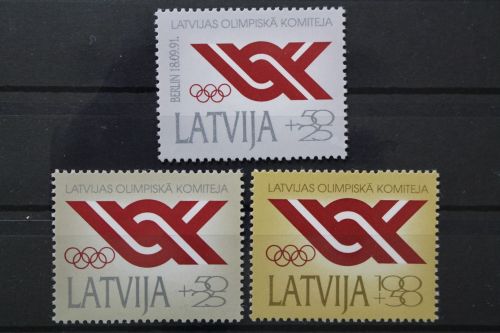 LATVIJAS OLIMPISKĀ KOMITEJA
BERLIN 18.09.91.
LATVIJA 50+25
LATVIJAS OLIMPISKĀ KOMITEJA
LATVIJA 50+25
LATVIJAS OLIMPISKĀ KOMITEJA
LATVIJA 100+50